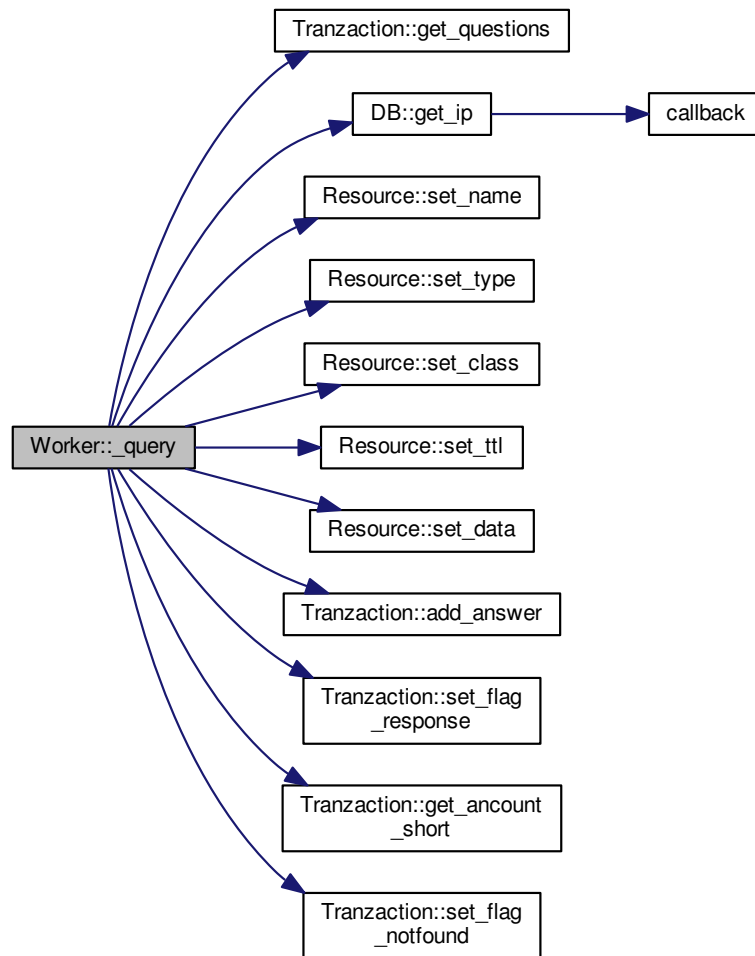 Tranzaction::get_questions
DB::get_ip
callback
Resource::set_name
Resource::set_type
Resource::set_class
Worker::_query
Resource::set_ttl
Resource::set_data
Tranzaction::add_answer
Tranzaction::set_flag
_response
Tranzaction::get_ancount
_short
Tranzaction::set_flag
_notfound